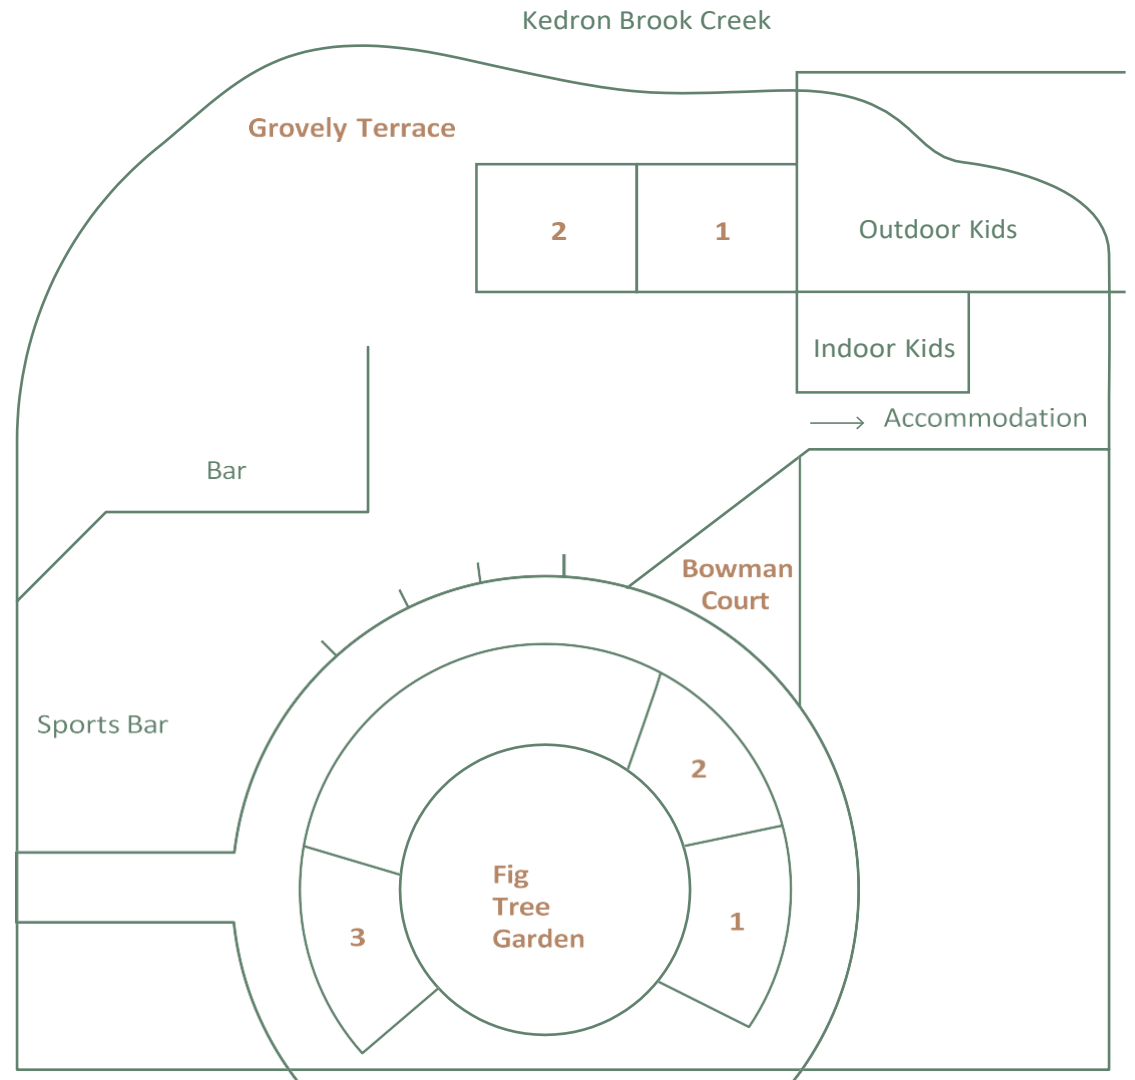 Kedron Brook Creek
Grovely Terrace
2
1
Outdoor Kids
Indoor Kids
Accommodation
Bar
Bowman
Court
Sports Bar
2
Fig
Tree
Garden
1
3